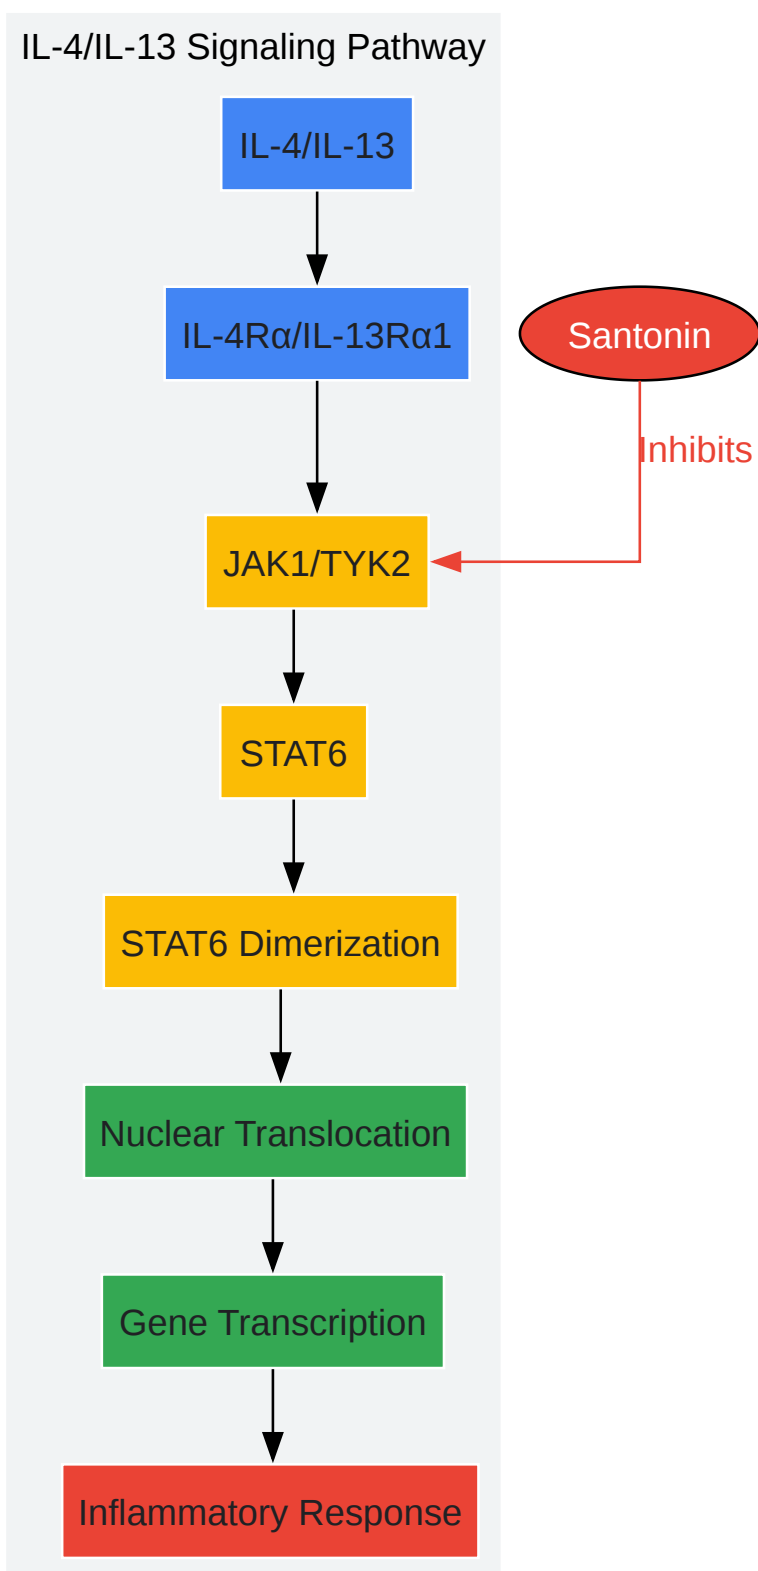 IL-4/IL-13 Signaling Pathway
IL-4/IL-13
IL-4Rα/IL-13Rα1
Santonin
Inhibits
JAK1/TYK2
STAT6
STAT6 Dimerization
Nuclear Translocation
Gene Transcription
Inflammatory Response